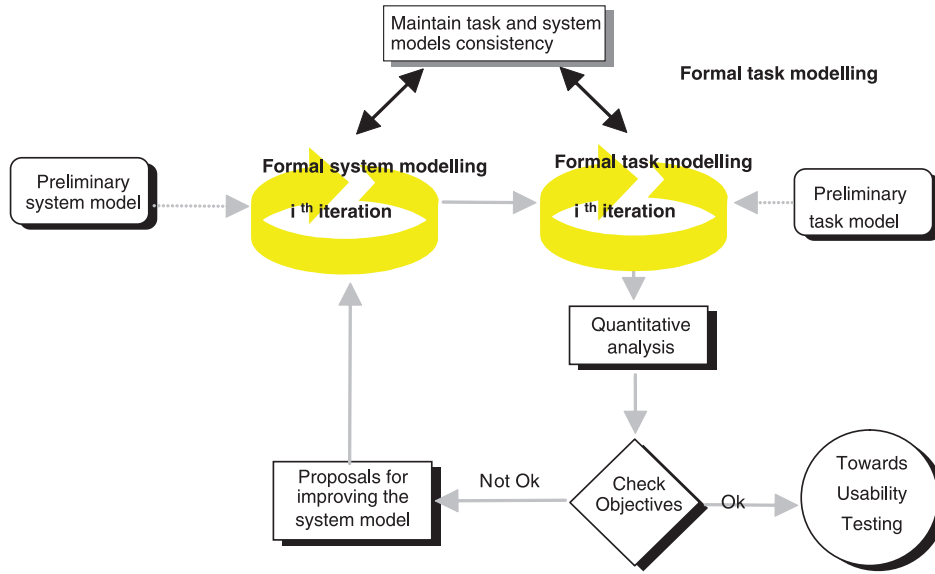 Maintain task and system
models consistency
Formal task modelling
Formal system modelling
Formal task modelling
Preliminary
system model
i th iteration
i th iteration
Preliminary
task model
Quantitative
analysis
Proposals for
improving the
system model
Not Ok
Check
Objectives
Ok
Towards
Usability
Testing